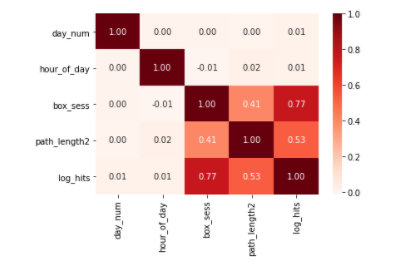 day_num 1.00 0.00 0.00 0.00 0.01
hour_of_day 0.00 1.00 -0.01 0.02 0.01
box_sess 0.00 -0.01 1.00 0.41 0.77
path_length2 0.00 0.02 0.41 1.00 0.53
log_hits 0.01 0.01 0.77 0.53 1.00
day_num
hour_of_day
box_sess
path_length2
log_hits
1.0
0.8
0.6
0.4
0.2
0.0